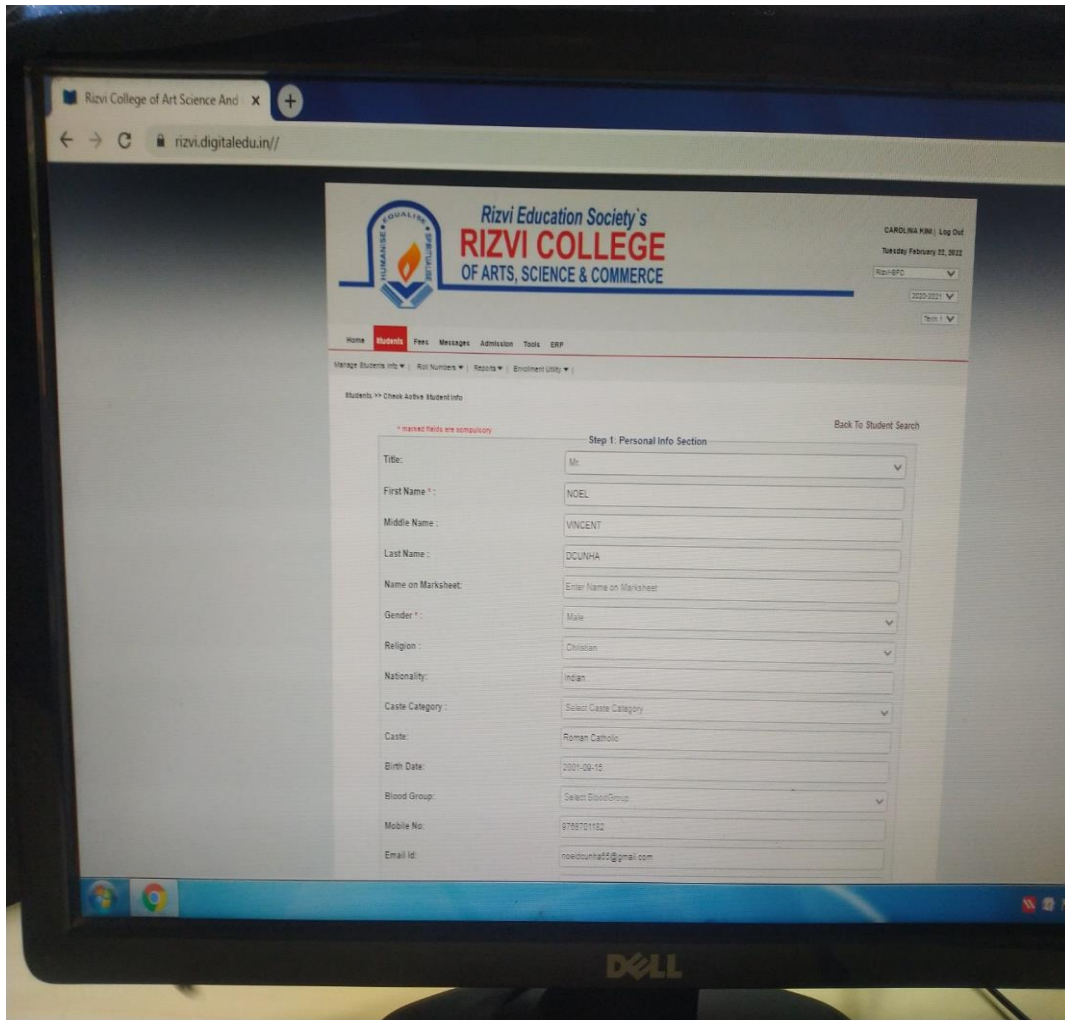 Rizvi College of Art Science And
rizvi.digitaledu.in//
HUMANISE EQUALISE SPIRITUALISE
Rizvi Education Society`s
RIZVI COLLEGE
OF ARTS, SCIENCE & COMMERCE
CAROLINA KINI | Log Out
Tuesday February 22, 2022
2020-2021
Term 1
Home Students Fees Messages Admission Tools ERP
Manage Students Info | Roll Numbers | Reports | Enrollment Utility |
Students >> Check Active Student Info
* marked fields are compulsory
Back To Student Search
Step 1: Personal Info Section
Title: Mr.
First Name * : NOEL
Middle Name : VINCENT
Last Name : DCUNHA
Name on Marksheet: Enter Name on Marksheet
Gender * : Male
Religion : Christian
Nationality: Indian
Caste Category : Select Caste Category
Caste: Roman Catholic
Birth Date: 2001-09-15
Blood Group: Select BloodGroup
Mobile No:
Email Id:
DELL